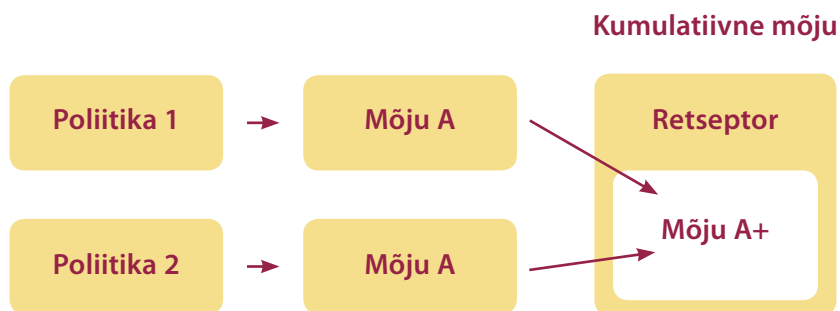 Kumulatiivne mõju
Poliitika 1
Mõju A
Retseptor
Mõju A+
Poliitika 2
Mõju A